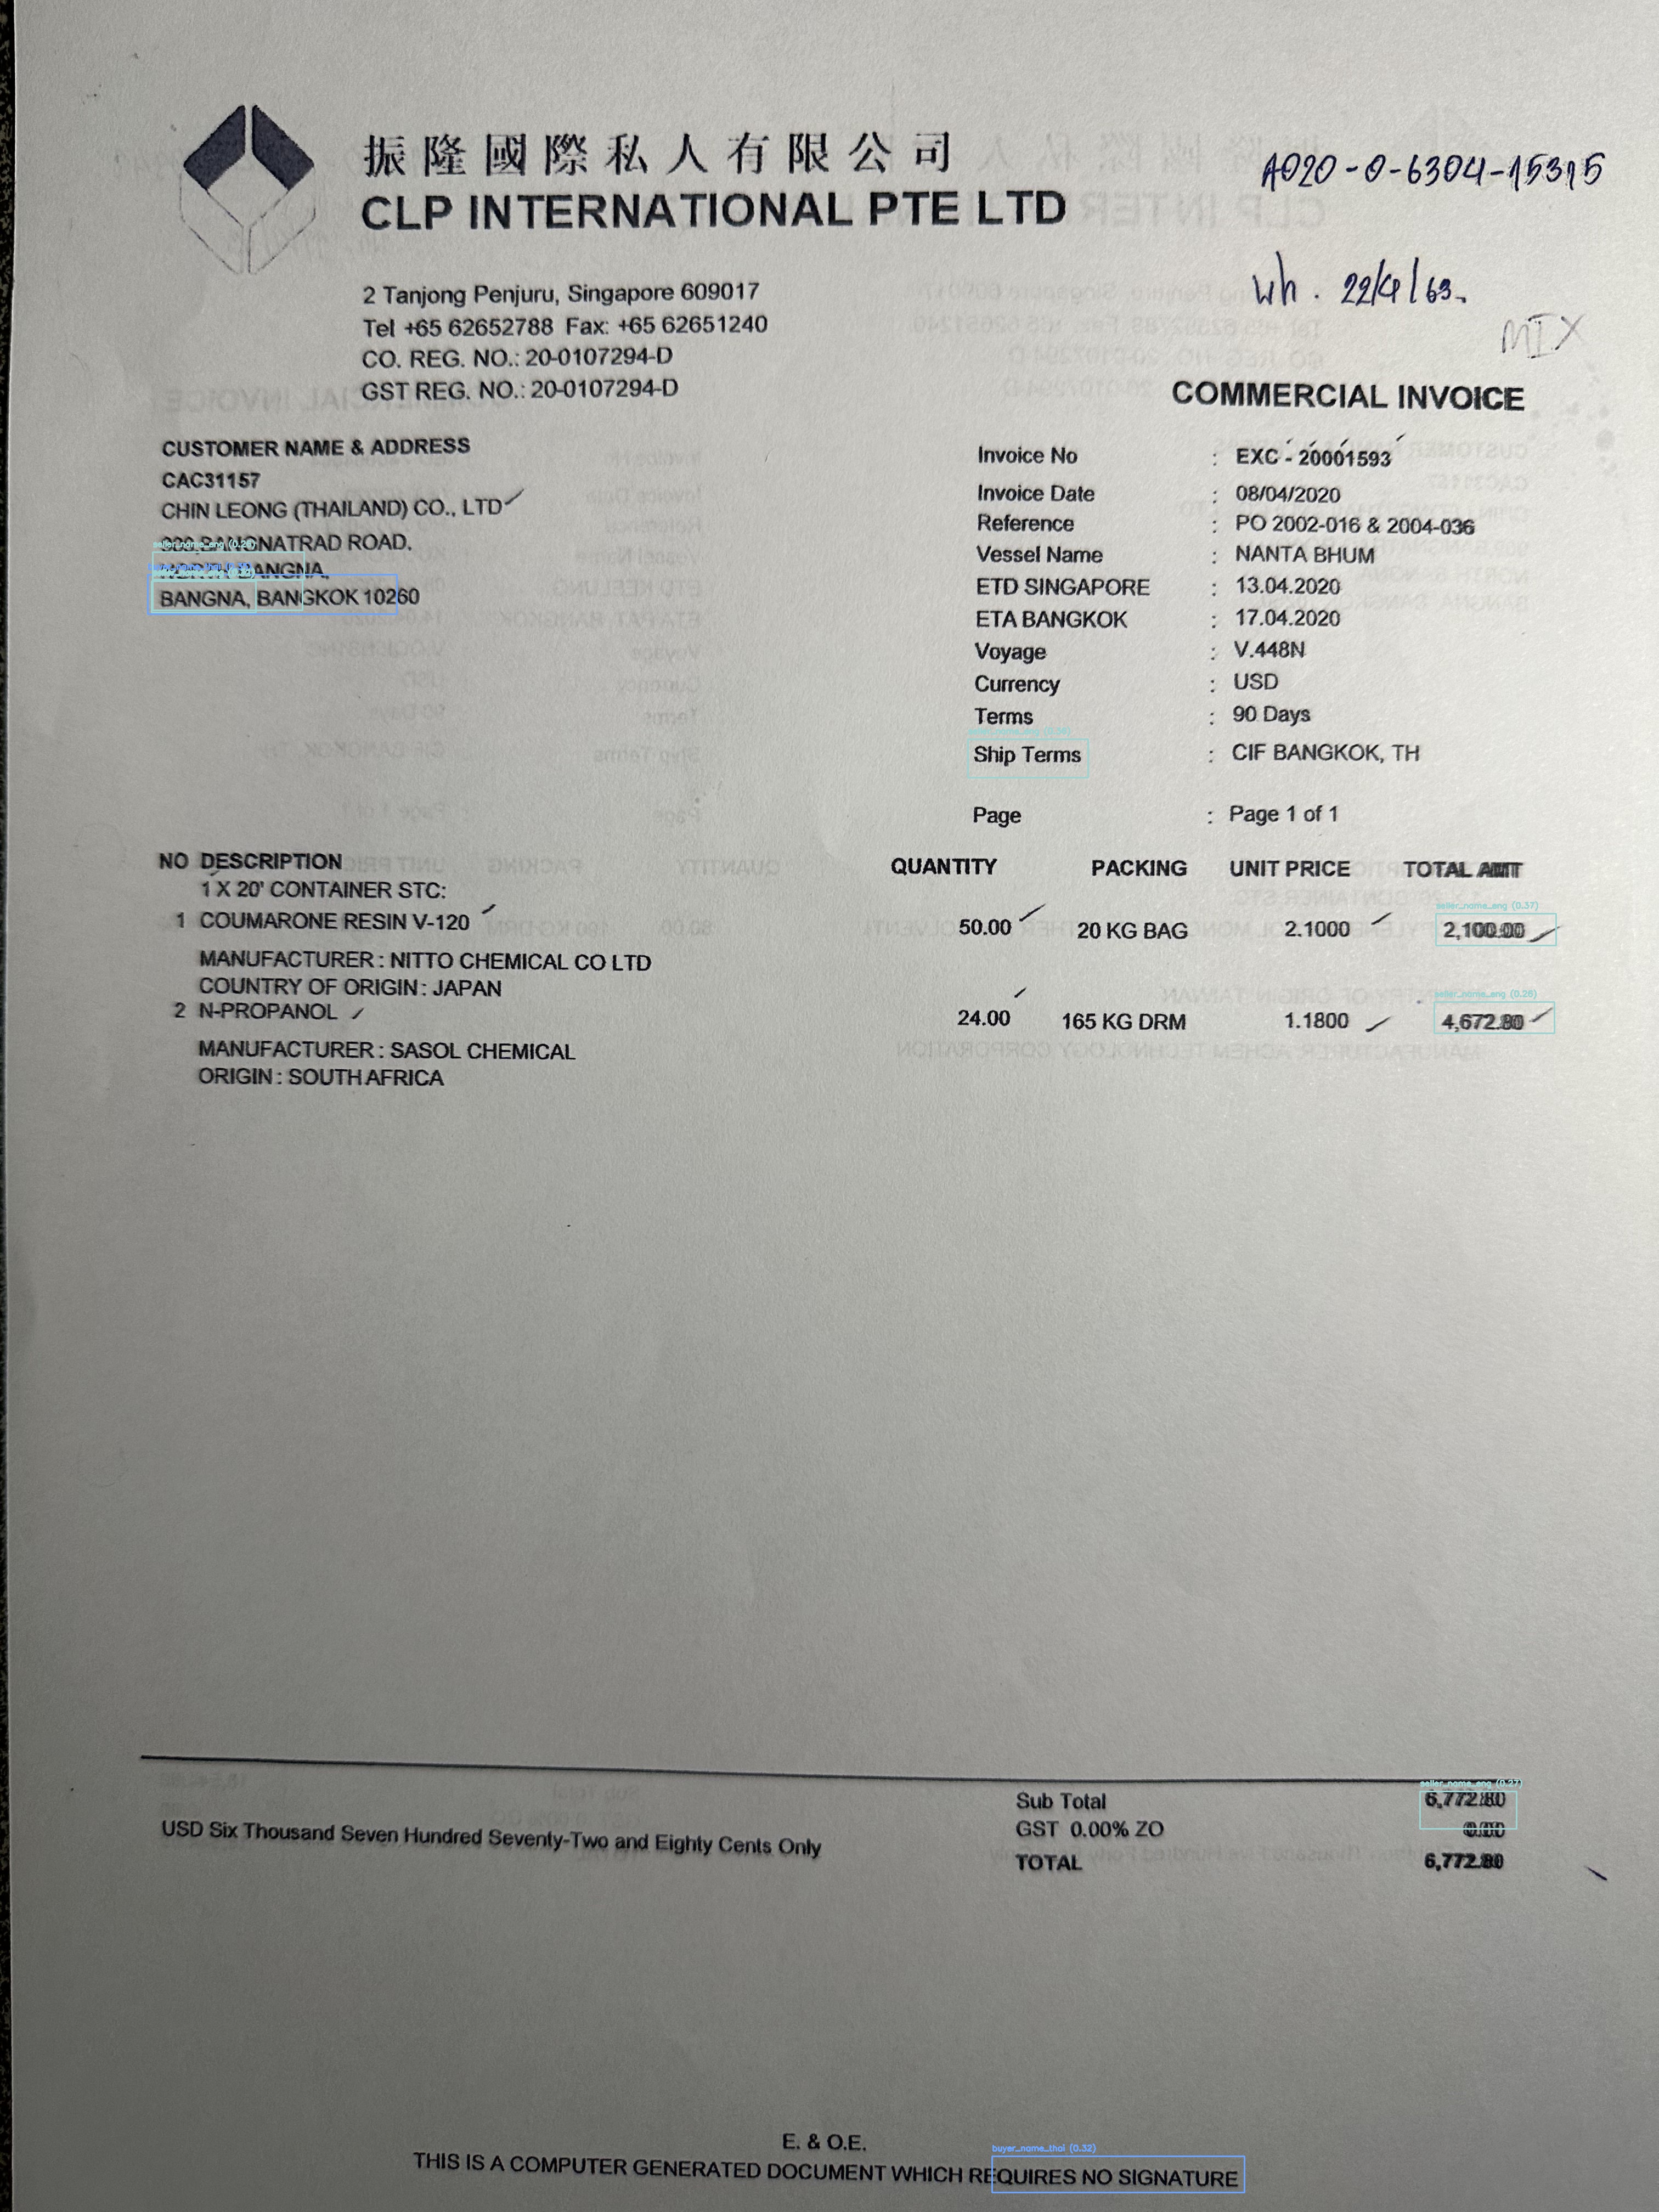 振隆國際私人有限公司
CLP INTERNATIONAL PTE LTD
A020-0-6304-15315
2 Tanjong Penjuru, Singapore 609017
Tel +65 62652788 Fax: +65 62651240
CO. REG. NO.: 20-0107294-D
GST REG. NO.: 20-0107294-D
wh. 22/4/63.
MIX
COMMERCIAL INVOICE
CUSTOMER NAME & ADDRESS
CAC31157
CHIN LEONG (THAILAND) CO., LTD
BANGNATRAD ROAD,
BANGNA,
BANGNA, BANGKOK 10260
Invoice No : EXC - 20001593
Invoice Date : 08/04/2020
Reference : PO 2002-016 & 2004-036
Vessel Name : NANTA BHUM
ETD SINGAPORE : 13.04.2020
ETA BANGKOK : 17.04.2020
Voyage : V.448N
Currency : USD
Terms : 90 Days
Ship Terms : CIF BANGKOK, TH
Page : Page 1 of 1
NO DESCRIPTION QUANTITY PACKING UNIT PRICE TOTAL AMT
1 X 20' CONTAINER STC:
1 COUMARONE RESIN V-120 50.00 20 KG BAG 2.1000 2,100.00
MANUFACTURER : NITTO CHEMICAL CO LTD
COUNTRY OF ORIGIN : JAPAN
2 N-PROPANOL 24.00 165 KG DRM 1.1800 4,672.80
MANUFACTURER : SASOL CHEMICAL
ORIGIN : SOUTH AFRICA
Sub Total 6,772.80
GST 0.00% ZO 0.00
USD Six Thousand Seven Hundred Seventy-Two and Eighty Cents Only
TOTAL 6,772.80
E. & O.E.
buyer_name_thai (0.32)
THIS IS A COMPUTER GENERATED DOCUMENT WHICH REQUIRES NO SIGNATURE